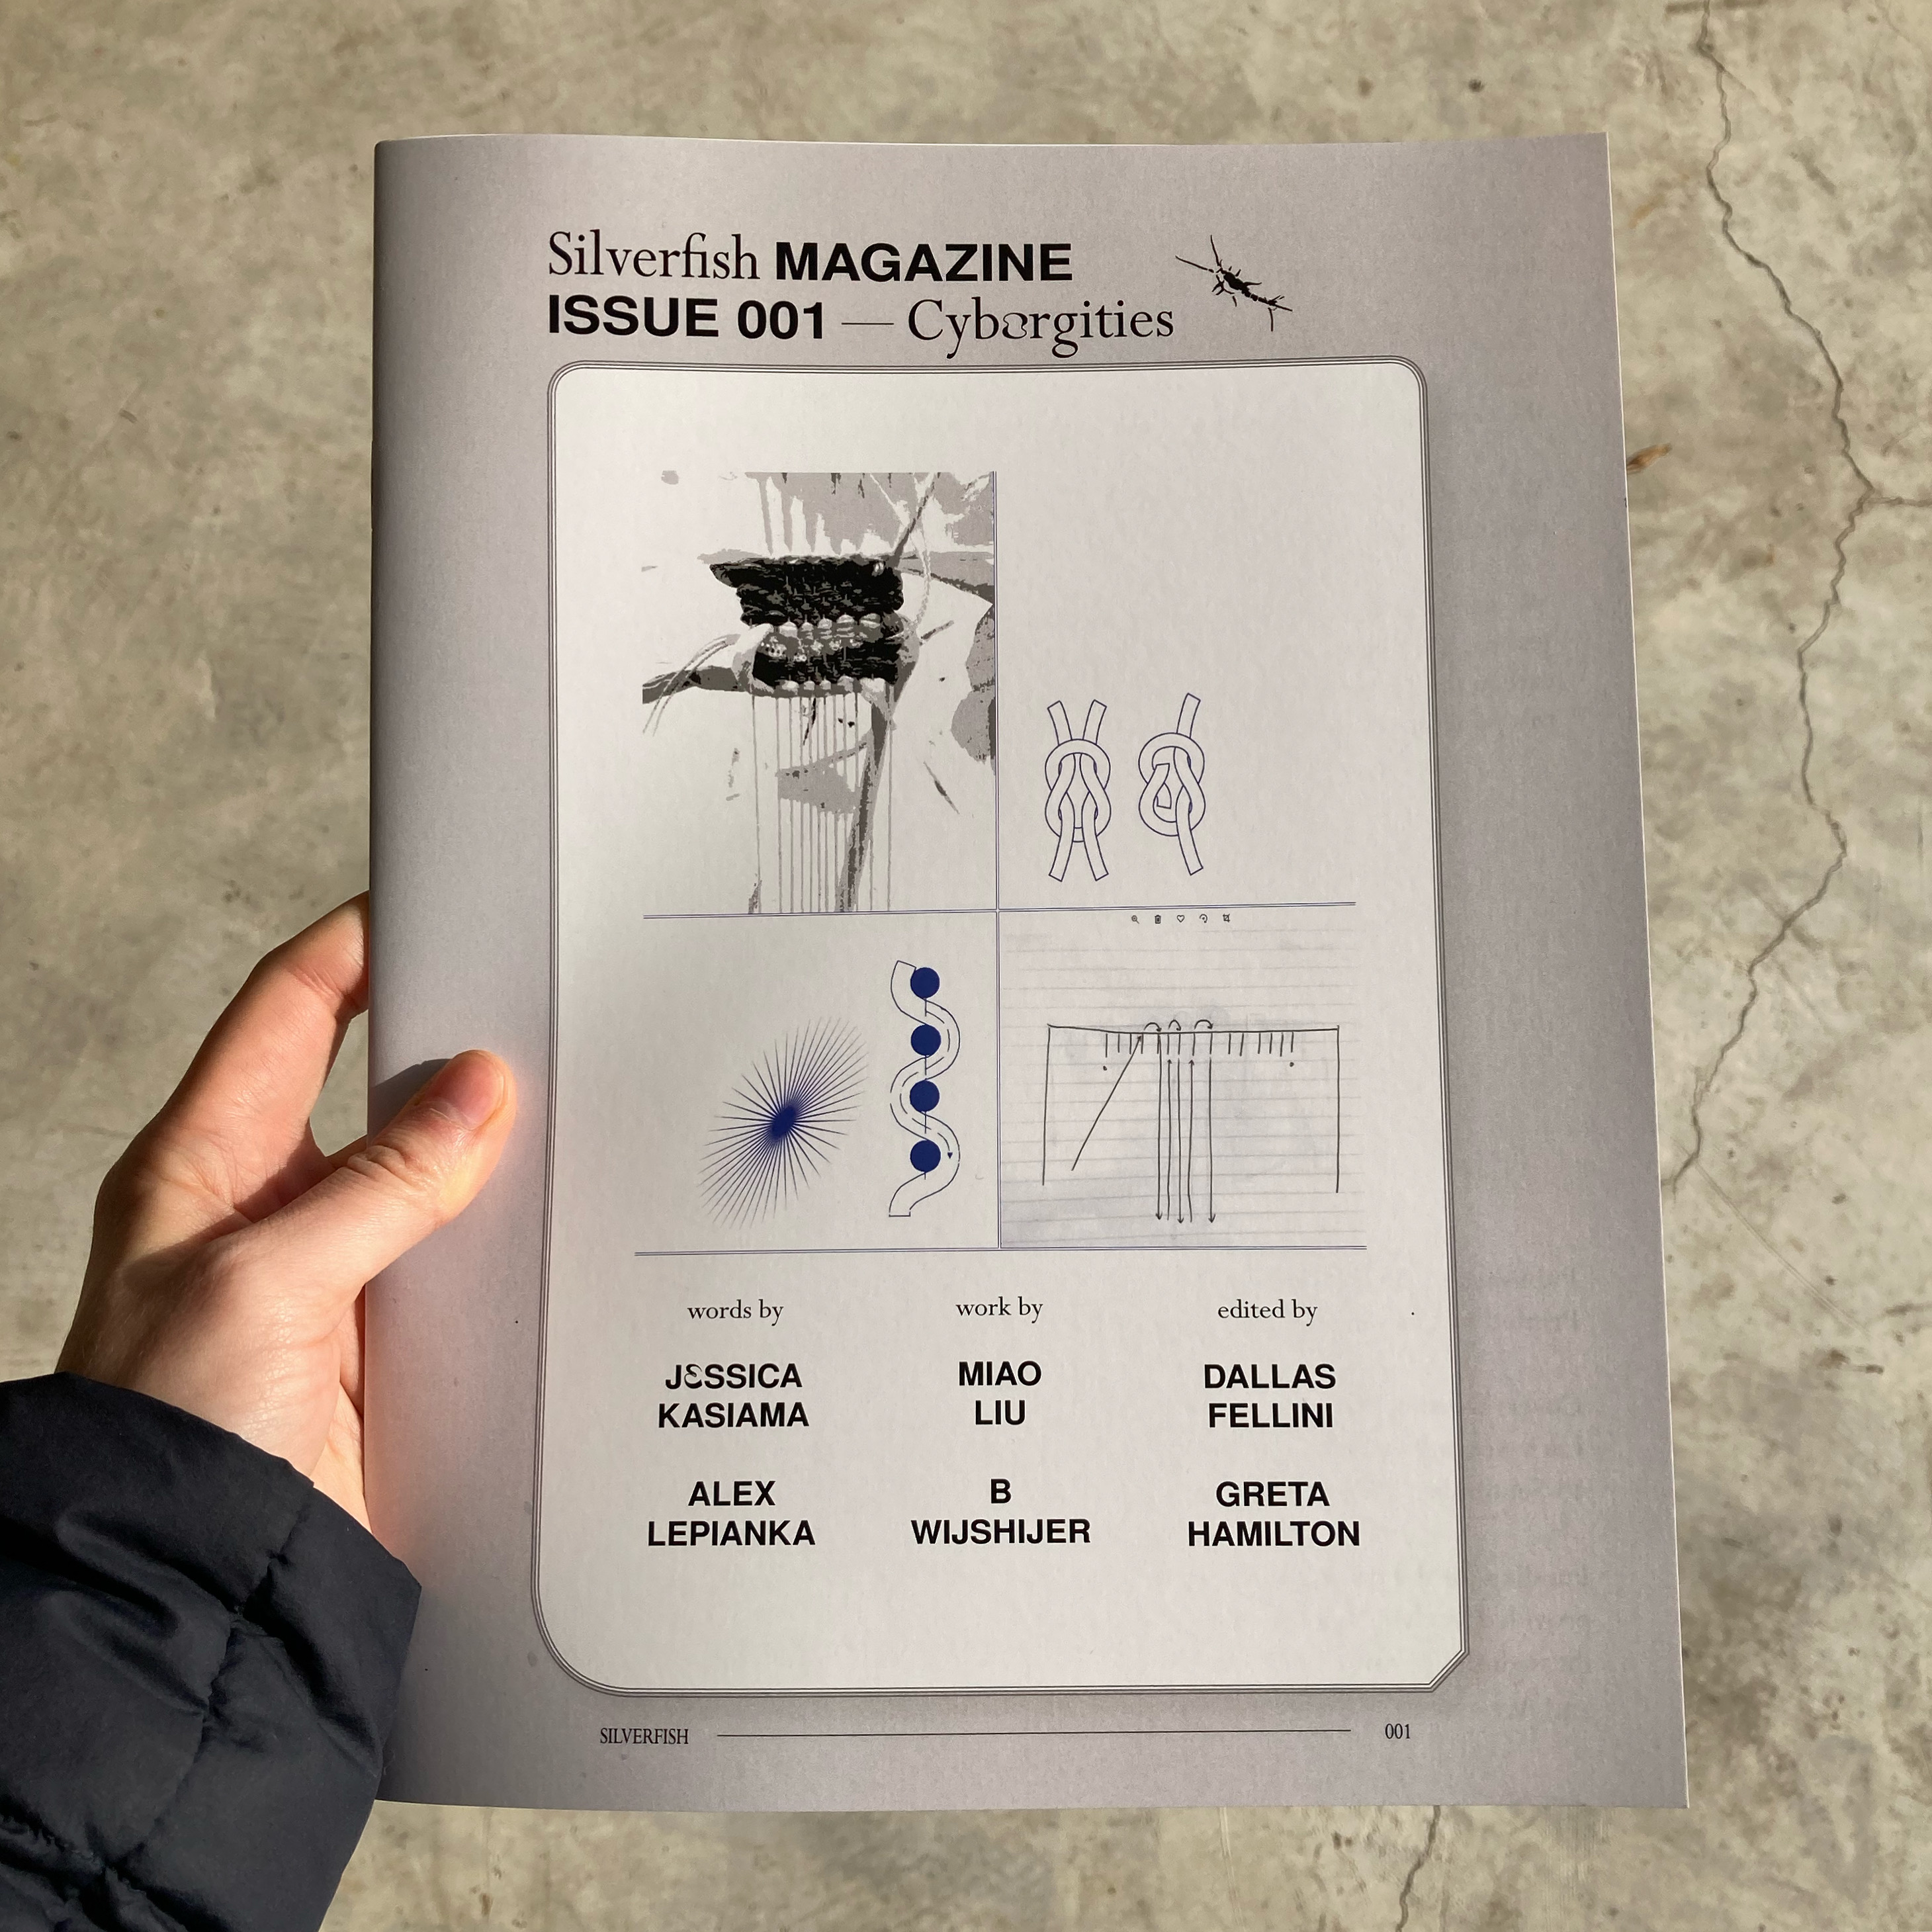 Silverfish MAGAZINE
ISSUE 001 — Cyborgities
words by
JESSICA
KASIAMA
ALEX
LEPIANKA
work by
MIAO
LIU
B
WIJSHIJER
edited by
DALLAS
FELLINI
GRETA
HAMILTON
SILVERFISH
001